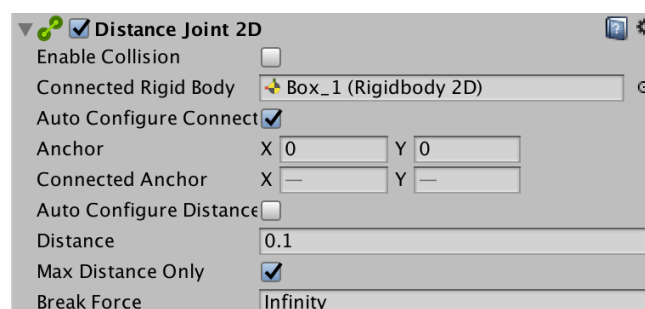 Distance Joint 2D
Enable Collision
Connected Rigid Body Box_1 (Rigidbody 2D)
Auto Configure Connect
Anchor X 0 Y 0
Connected Anchor X — Y —
Auto Configure Distance
Distance 0.1
Max Distance Only
Break Force Infinity